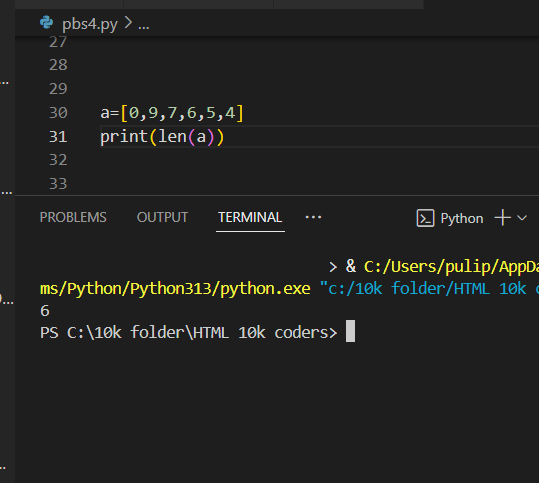 pbs4.py > ...
27
28
29
30 a=[0,9,7,6,5,4]
31 print(len(a))
32
33
PROBLEMS OUTPUT TERMINAL ... Python
> & C:/Users/pulip/AppDa
ms/Python/Python313/python.exe "c:/10k folder/HTML 10k c
6
PS C:\10k folder\HTML 10k coders>